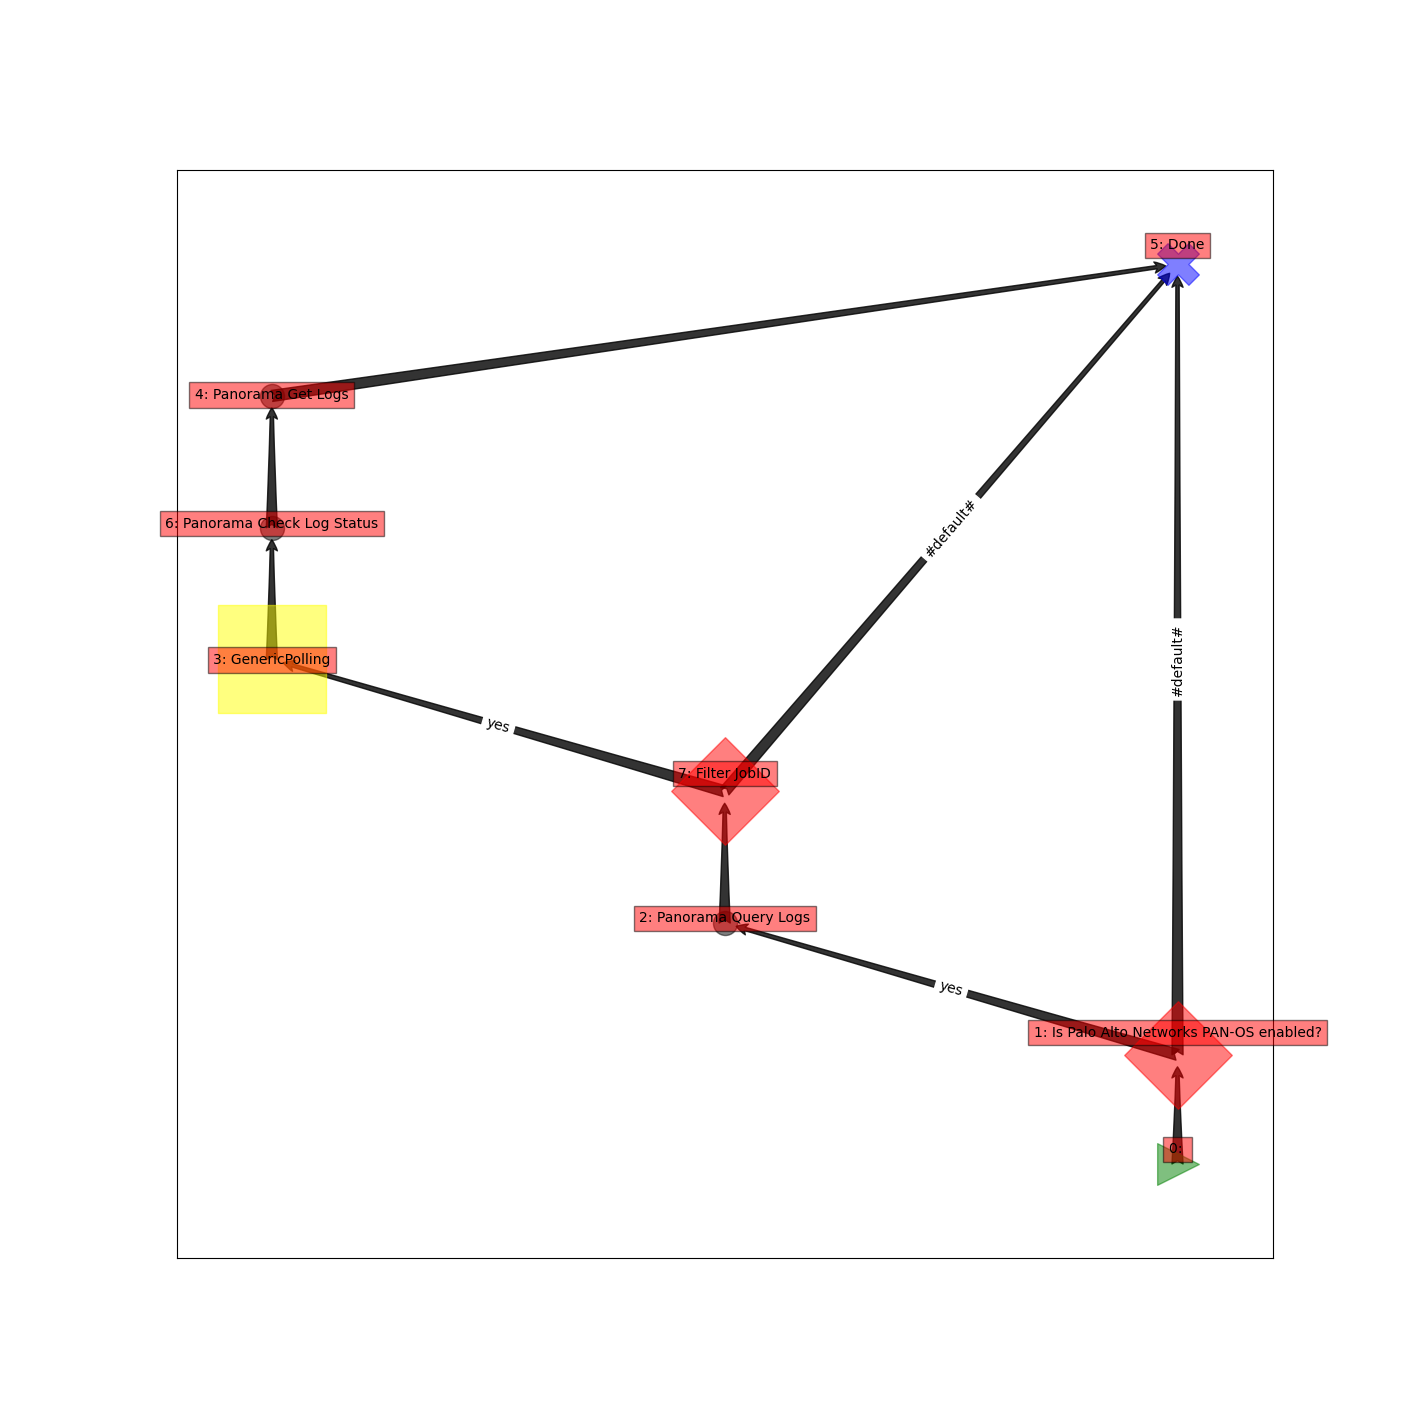 5: Done
4: Panorama Get Logs
#default#
6: Panorama Check Log Status
#default#
3: GenericPolling
yes
7: Filter JobID
2: Panorama Query Logs
yes
1: Is Palo Alto Networks PAN-OS enabled?
0: